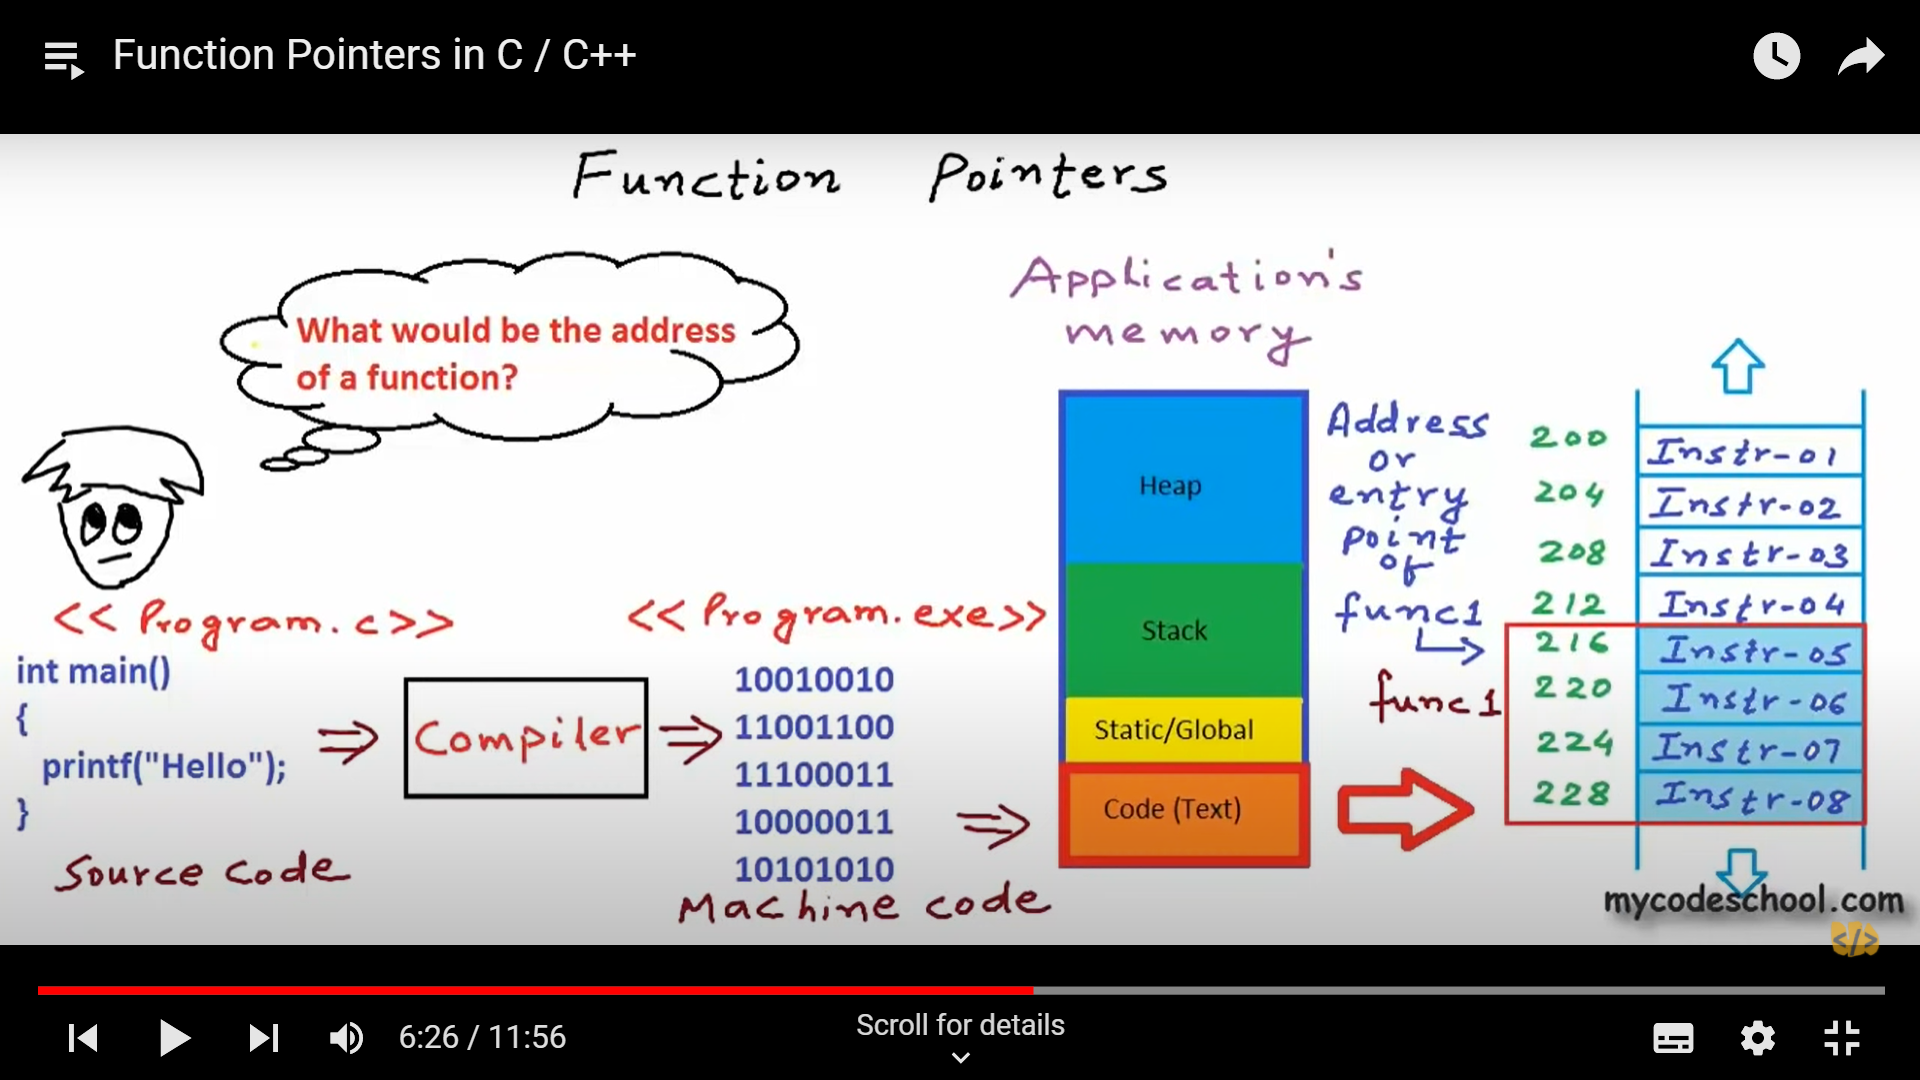 Function Pointers in C / C++
Function Pointers
What would be the address
of a function?
<< Program.c>>
int main()
{
printf("Hello");
}
Source code
Compiler
<< Program.exe>>
10010010
11001100
11100011
10000011
10101010
Machine code
Application's
memory
Heap
Stack
Static/Global
Code (Text)
Address
or
entry
point
of
func1
func1
200 Instr-01
204 Instr-02
208 Instr-03
212 Instr-04
216 Instr-05
220 Instr-06
224 Instr-07
228 Instr-08
mycodeschool.com
</>
6:26 / 11:56
Scroll for details